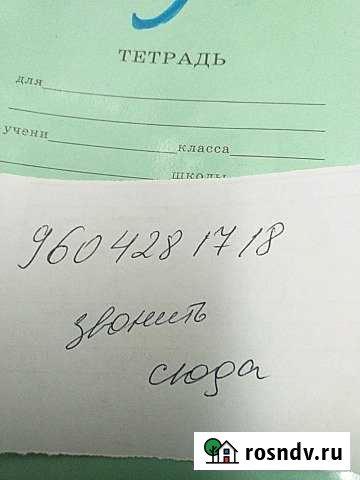 ТЕТРАДЬ
для
учени класса
школы
960 428 17 18
звонить
сюда
rosndv.ru